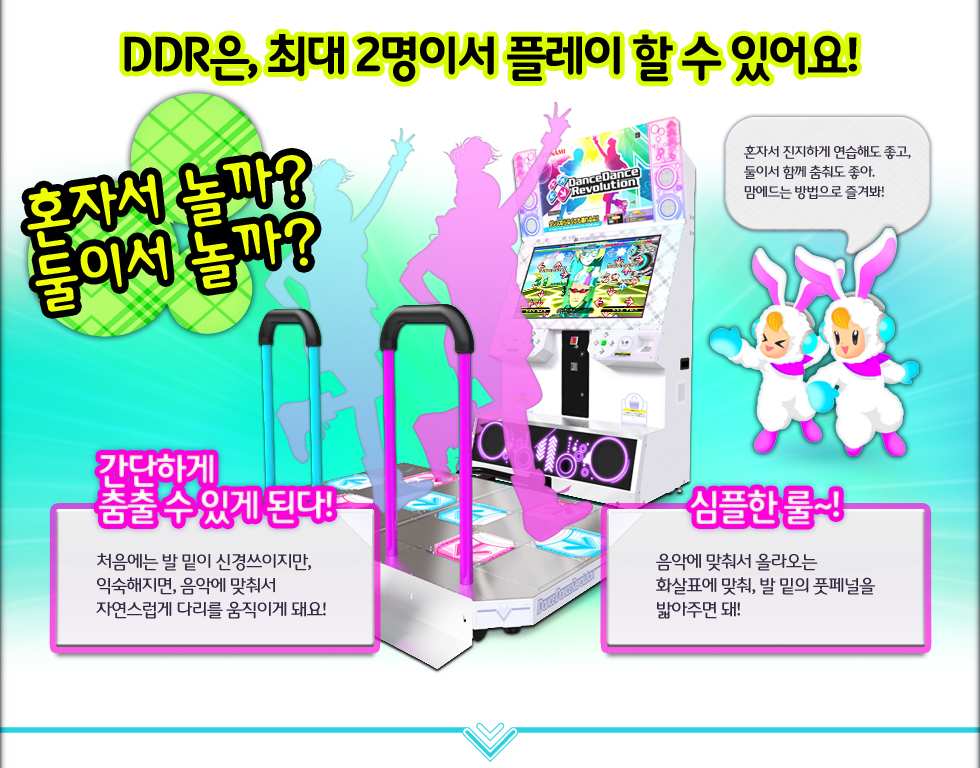 DDR은, 최대 2명이서 플레이 할 수 있어요!
혼자서 놀까?
둘이서 놀까?
혼자서 진지하게 연습해도 좋고,
둘이서 함께 춤춰도 좋아.
맘에드는 방법으로 즐겨봐!
KONAMI
DanceDance
Revolution
간단하게
춤출 수 있게 된다!
처음에는 발 밑이 신경쓰이지만,
익숙해지면, 음악에 맞춰서
자연스럽게 다리를 움직이게 돼요!
심플한 룰~!
음악에 맞춰서 올라오는
화살표에 맞춰, 발 밑의 풋페널을
밟아주면 돼!
DanceDanceRevolution